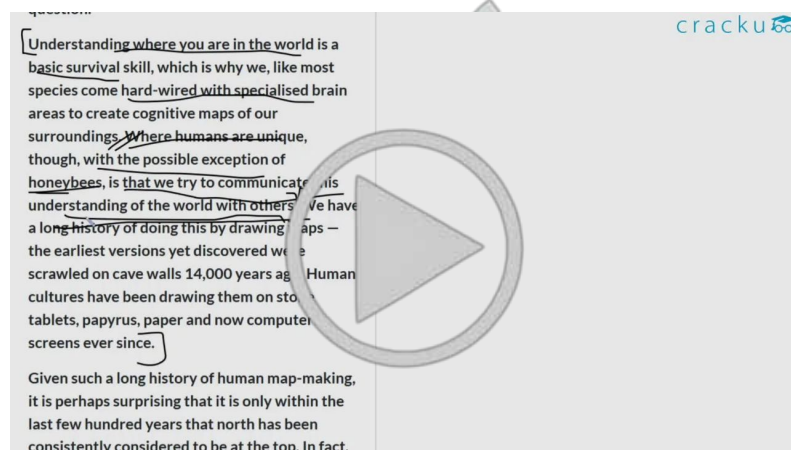 question.
cracku
Understanding where you are in the world is a
basic survival skill, which is why we, like most
species come hard-wired with specialised brain
areas to create cognitive maps of our
surroundings. Where humans are unique,
though, with the possible exception of
honeybees, is that we try to communicate this
understanding of the world with others. We have
a long history of doing this by drawing maps —
the earliest versions yet discovered were
scrawled on cave walls 14,000 years ago. Human
cultures have been drawing them on stone
tablets, papyrus, paper and now computer
screens ever since.
Given such a long history of human map-making,
it is perhaps surprising that it is only within the
last few hundred years that north has been
consistently considered to be at the top. In fact,